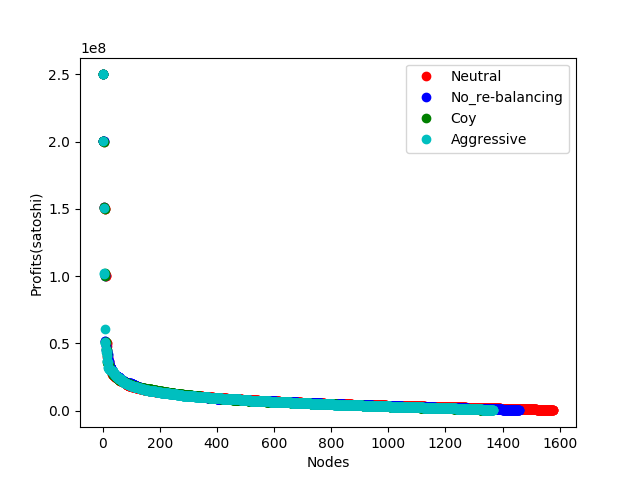 1e8
2.5
2.0
1.5
1.0
0.5
0.0
Profits(satoshi)
0 200 400 600 800 1000 1200 1400 1600
Nodes
Neutral
No_re-balancing
Coy
Aggressive